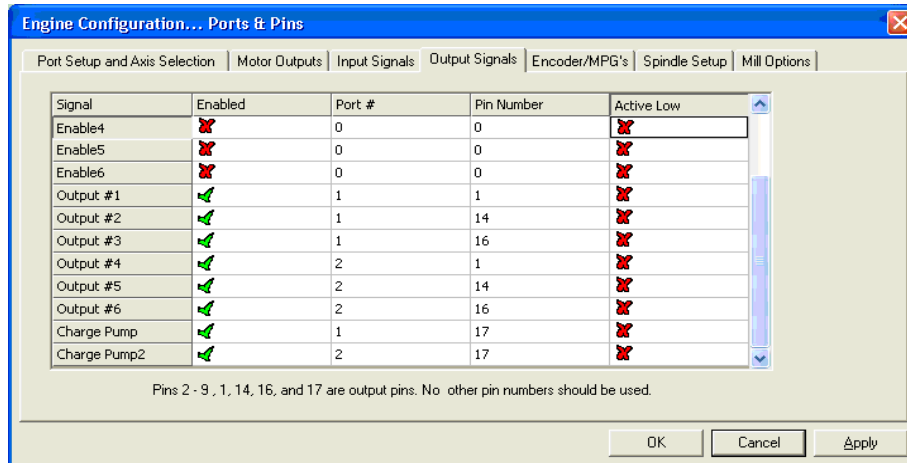 Engine Configuration... Ports & Pins
Port Setup and Axis Selection Motor Outputs Input Signals Output Signals Encoder/MPG's Spindle Setup Mill Options
Signal Enabled Port # Pin Number Active Low
Enable4 0 0
Enable5 0 0
Enable6 0 0
Output #1 1 1
Output #2 1 14
Output #3 1 16
Output #4 2 1
Output #5 2 14
Output #6 2 16
Charge Pump 1 17
Charge Pump2 2 17
Pins 2 - 9 , 1, 14, 16, and 17 are output pins. No other pin numbers should be used.
OK Cancel Apply